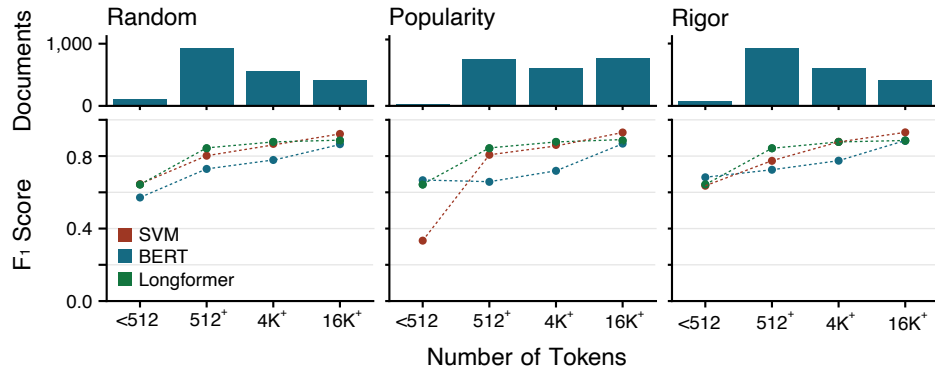 Random
Popularity
Rigor
Documents
1,000
0
F1 Score
0.8
0.4
0.0
SVM
BERT
Longformer
<512
512+
4K+
16K+
<512
512+
4K+
16K+
<512
512+
4K+
16K+
Number of Tokens